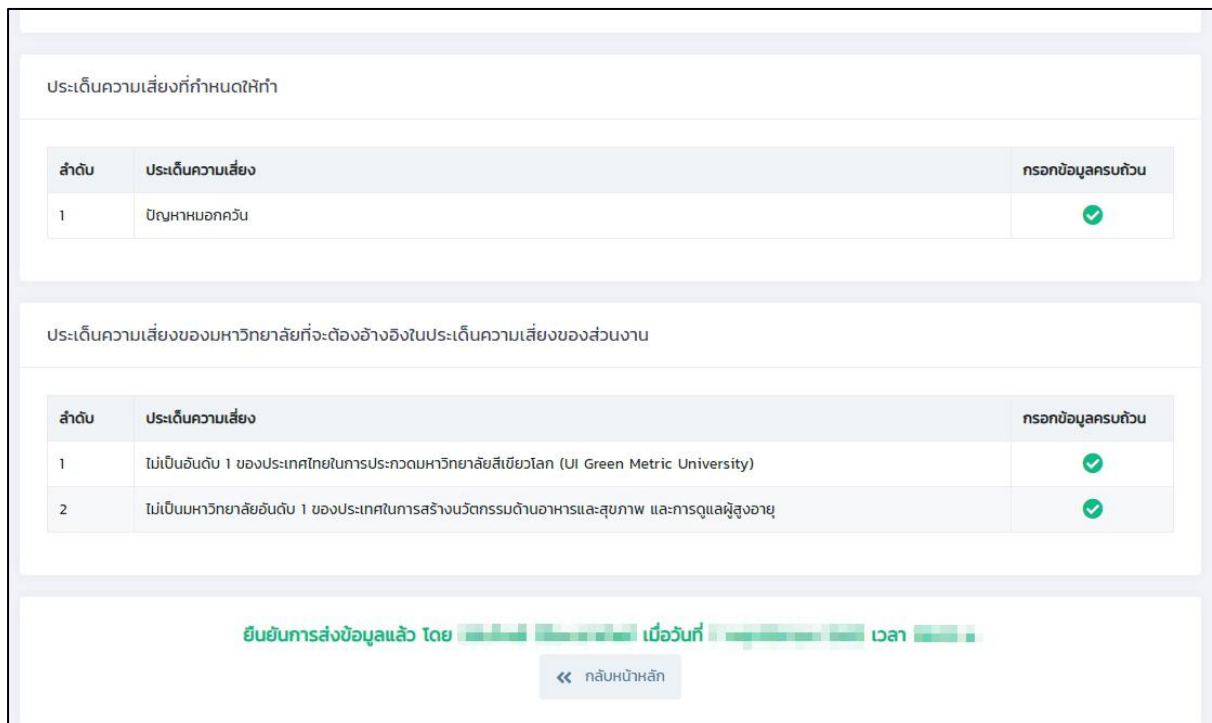 ประเด็นความเสี่ยงที่กำหนดให้ทำ
ลำดับ ประเด็นความเสี่ยง กรอกข้อมูลครบถ้วน
1 ปัญหาหมอกควัน
ประเด็นความเสี่ยงของมหาวิทยาลัยที่จะต้องอ้างอิงในประเด็นความเสี่ยงของส่วนงาน
ลำดับ ประเด็นความเสี่ยง กรอกข้อมูลครบถ้วน
1 ไม่เป็นอันดับ 1 ของประเทศไทยในการประกวดมหาวิทยาลัยสีเขียวโลก (UI Green Metric University)
2 ไม่เป็นมหาวิทยาลัยอันดับ 1 ของประเทศในการสร้างนวัตกรรมด้านอาหารและสุขภาพ และการดูแลผู้สูงอายุ
ยืนยันการส่งข้อมูลแล้ว โดย เมื่อวันที่ เวลา
กลับหน้าหลัก